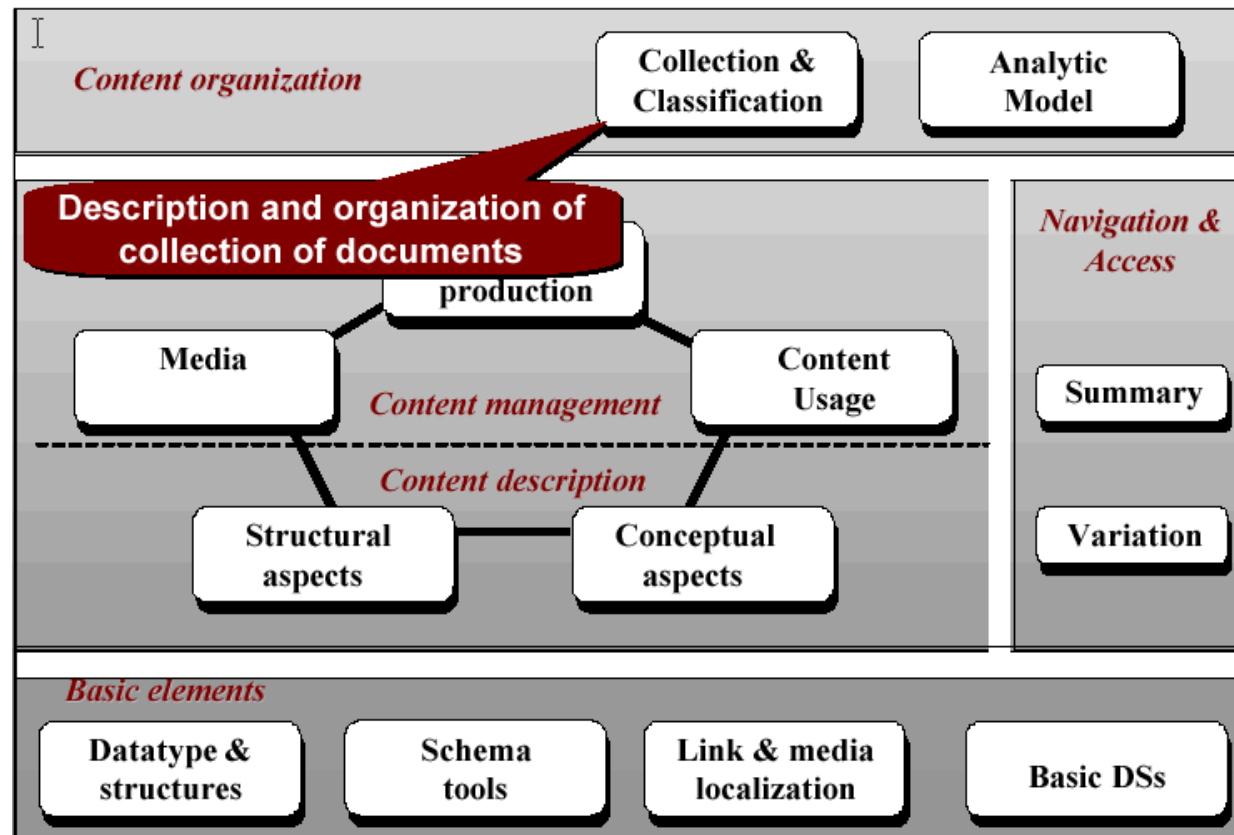 Content organization
Collection &
Classification
Analytic
Model
Description and organization of
collection of documents
production
Navigation &
Access
Media
Content
Usage
Content management
Summary
Content description
Structural
aspects
Conceptual
aspects
Variation
Basic elements
Datatype &
structures
Schema
tools
Link & media
localization
Basic DSs